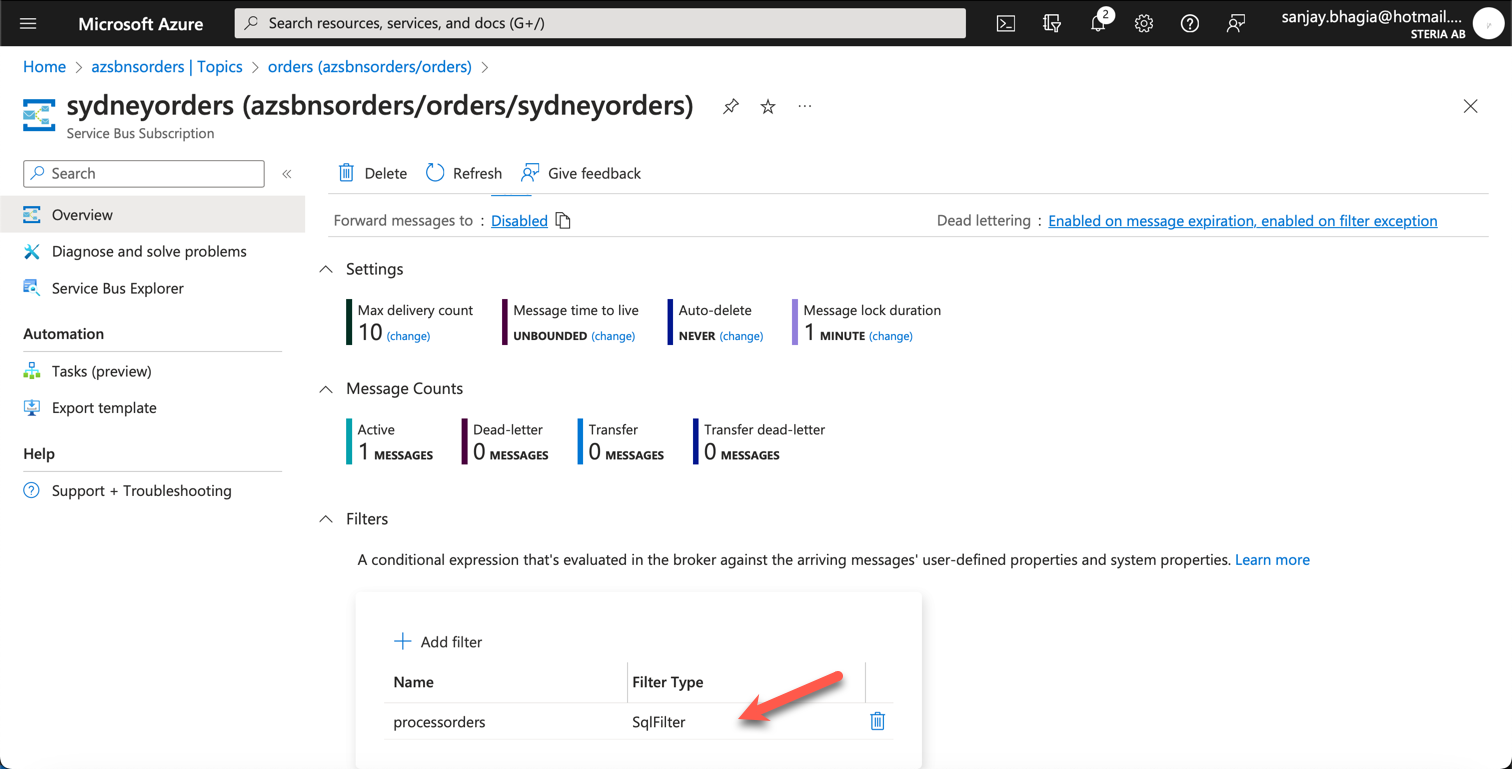 Microsoft Azure
Search resources, services, and docs (G+/)
2
sanjay.bhagia@hotmail....
STERIA AB
Home > azsbnsorders | Topics > orders (azsbnsorders/orders) >
sydneyorders (azsbnsorders/orders/sydneyorders)
...
Service Bus Subscription
Search
«
Delete
Refresh
Give feedback
Overview
Diagnose and solve problems
Service Bus Explorer
Automation
Tasks (preview)
Export template
Help
Support + Troubleshooting
Forward messages to : Disabled
Dead lettering : Enabled on message expiration, enabled on filter exception
Settings
Max delivery count
10 (change)
Message time to live
UNBOUNDED (change)
Auto-delete
NEVER (change)
Message lock duration
1 MINUTE (change)
Message Counts
Active
1 MESSAGES
Dead-letter
0 MESSAGES
Transfer
0 MESSAGES
Transfer dead-letter
0 MESSAGES
Filters
A conditional expression that's evaluated in the broker against the arriving messages' user-defined properties and system properties. Learn more
+ Add filter
Name Filter Type
processorders SqlFilter